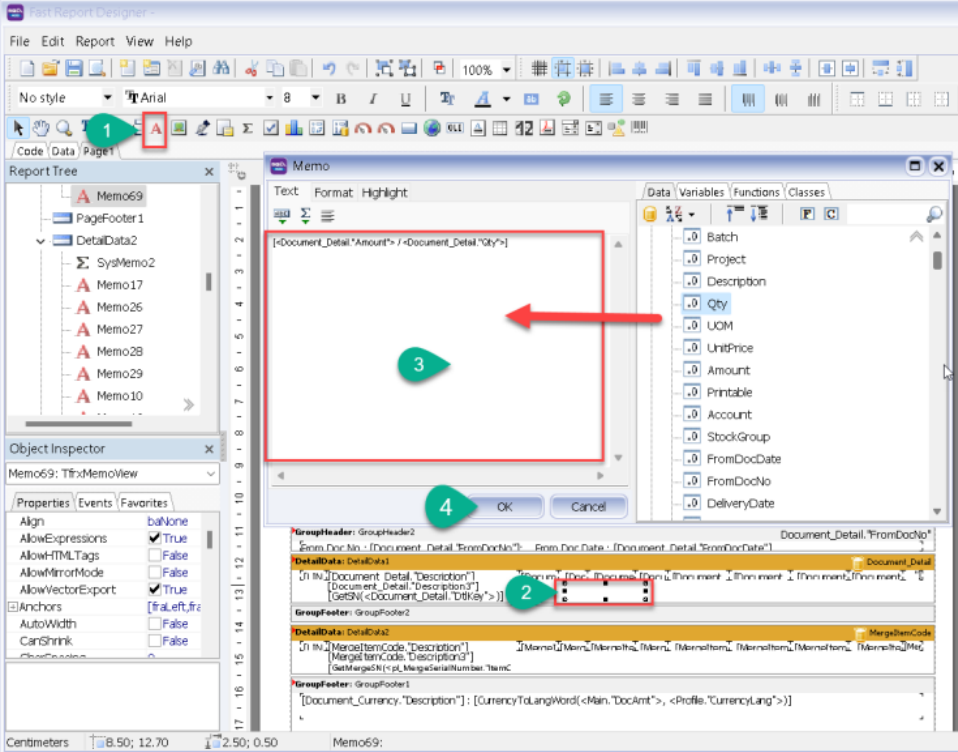 Fast Report Designer -
File Edit Report View Help
100%
No style Arial 8 B I U
1
Code Data Page1
Report Tree
Memo69
PageFooter1
DetailData2
SysMemo2
Memo17
Memo26
Memo27
Memo28
Memo29
Memo10
Object Inspector
Memo69: TfrxMemoView
Properties Events Favorites
Align baNone
AllowExpressions True
AllowHTMLTags False
AllowMirrorMode False
AllowVectorExport True
Anchors [fraLeft,fra
AutoWidth False
CanShrink False
CharSpacing 0
Memo
Text Format Highlight
[<Document_Detail."Amount"> / <Document_Detail."Qty">]
3
4
OK Cancel
Data Variables Functions Classes
Batch
Project
Description
Qty
UOM
UnitPrice
Amount
Printable
Account
StockGroup
FromDocDate
FromDocNo
DeliveryDate
GroupHeader: GroupHeader2 Document_Detail."FromDocNo"
From Doc No : [Document_Detail."FromDocNo"]; From Doc Date : [Document_Detail."FromDocDate"]
DetailData: DetailData1 Document_Detail
[Document_Detail."Description"]
[Document_Detail."Description3"]
[GetSN(<Document_Detail."DtlKey">)]
2
GroupFooter: GroupFooter2
DetailData: DetailData2 MergeItemCode
[MergeItemCode."Description"]
[MergeItemCode."Description3"]
[GetMergeSN(<pl_MergeSerialNumber."ItemC
GroupFooter: GroupFooter1
[Document_Currency."Description"] : [CurrencyToLangWord(<Main."DocAmt">, <Profile."CurrencyLang">)]
Centimeters 8.50; 12.70 2.50; 0.50 Memo69: